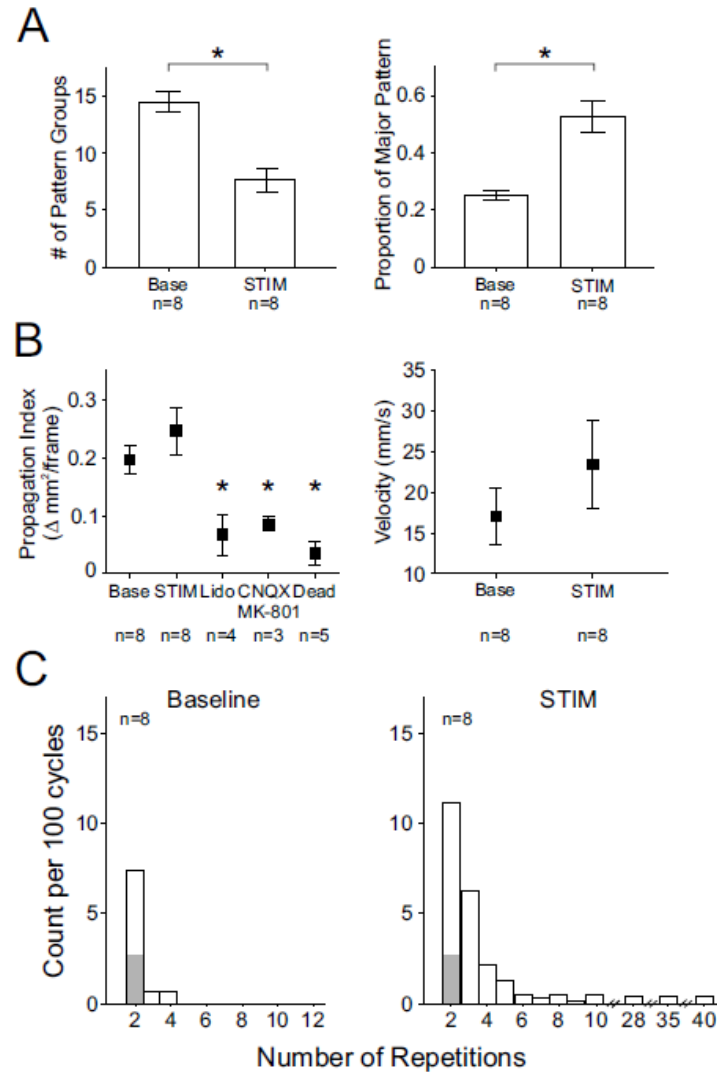 A
# of Pattern Groups
15
10
5
0
*
Base
n=8
STIM
n=8
Proportion of Major Pattern
0.6
0.4
0.2
0
*
Base
n=8
STIM
n=8
B
Propagation Index
(Δ mm²/frame)
0.3
0.2
0.1
0
* * *
Base STIM Lido CNQX Dead
MK-801
n=8 n=8 n=4 n=3 n=5
Velocity (mm/s)
35
30
25
20
15
10
Base STIM
n=8 n=8
C
Baseline
n=8
Count per 100 cycles
15
10
5
0
2 4 6 8 10 12
STIM
n=8
15
10
5
0
2 4 6 8 10 28 35 40
Number of Repetitions